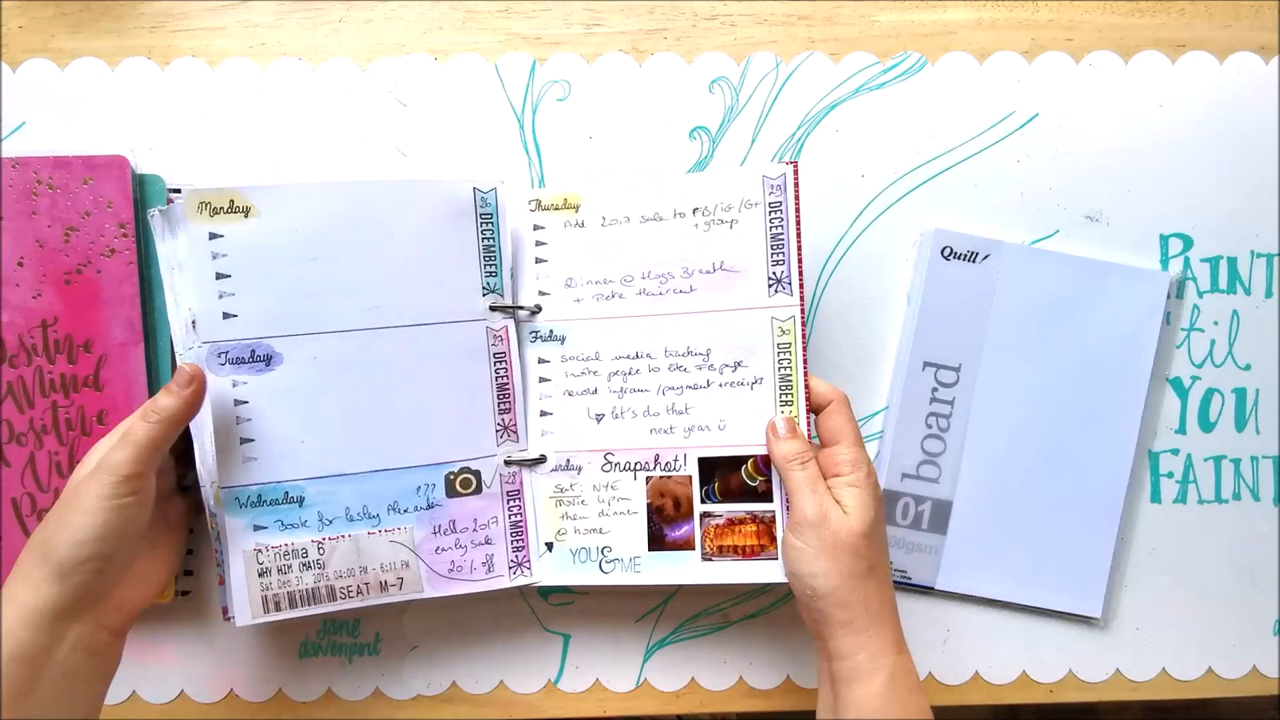 Positive
Mind
Positive
Monday
26
DECEMBER
Tuesday
27
DECEMBER
Wednesday
???
Book for Lesley Alexander
28
DECEMBER
Hello 2017
early sale
20% off
Cinema 6
WHY HIM (MA15)
Sat Dec 31, 2016 04:00 PM - 6:11 PM
SEAT M-7
Thursday
29
DECEMBER
Add 2017 sale to FB/IG/G+
+ group
Dinner @ Hogs Breath
+ Pete Haircut
Friday
30
DECEMBER
social media tracking
invite people to like FB page
record infram/payment + receipts
let's do that
next year
Snapshot!
Sat: NYE
movie 4pm
then dinner
@ home
YOU & ME
Quill
board
01
00gsm
PAINT
'til
YOU
FAINT
jane
davenport